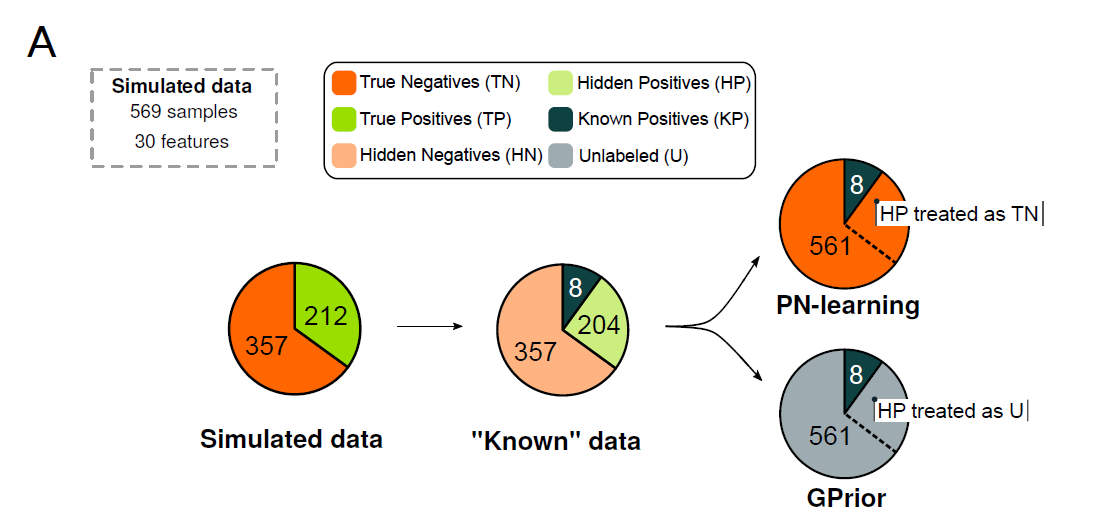 A
Simulated data
569 samples
30 features
True Negatives (TN)
Hidden Positives (HP)
True Positives (TP)
Known Positives (KP)
Hidden Negatives (HN)
Unlabeled (U)
8
HP treated as TN
561
PN-learning
212
357
Simulated data
8
204
357
"Known" data
8
HP treated as U
561
GPrior